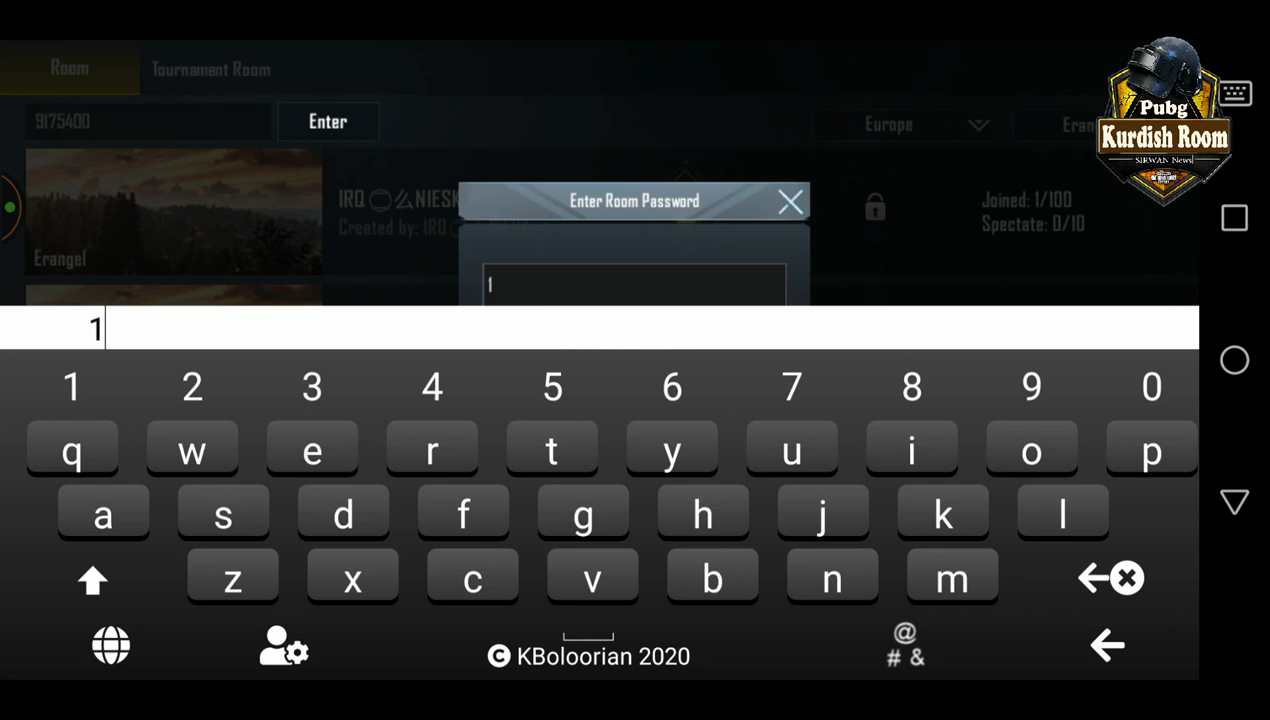 Room
Tournament Room
9175400
Enter
Europe
Eran
Pubg
Kurdish Room
SIRWAN News
IRQ
Created by: IRQ
Erangel
Enter Room Password
Joined: 1/100
Spectate: 0/10
1
1
1 2 3 4 5 6 7 8 9 0
q w e r t y u i o p
a s d f g h j k l
z x c v b n m
© KBoloorian 2020
@
# &